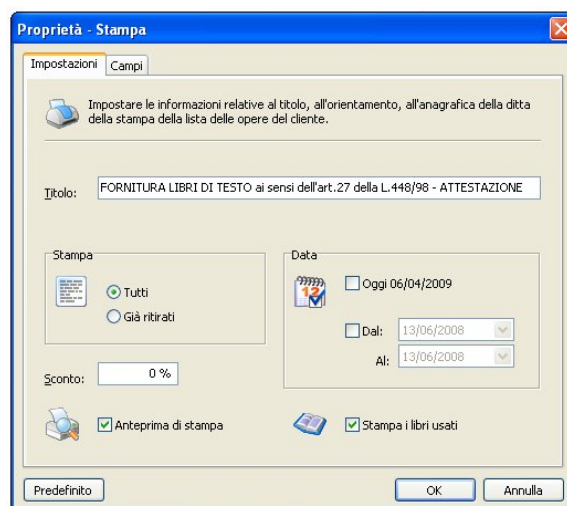 Proprietà - Stampa
Impostazioni
Campi
Impostare le informazioni relative al titolo, all'orientamento, all'anagrafica della ditta
della stampa della lista delle opere del cliente.
Titolo:
FORNITURA LIBRI DI TESTO ai sensi dell'art.27 della L.448/98 - ATTESTAZIONE
Stampa
Tutti
Già ritirati
Data
12
Oggi 06/04/2009
Dal:
13/06/2008
Al:
13/06/2008
Sconto:
0 %
Anteprima di stampa
Stampa i libri usati
Predefinito
OK
Annulla